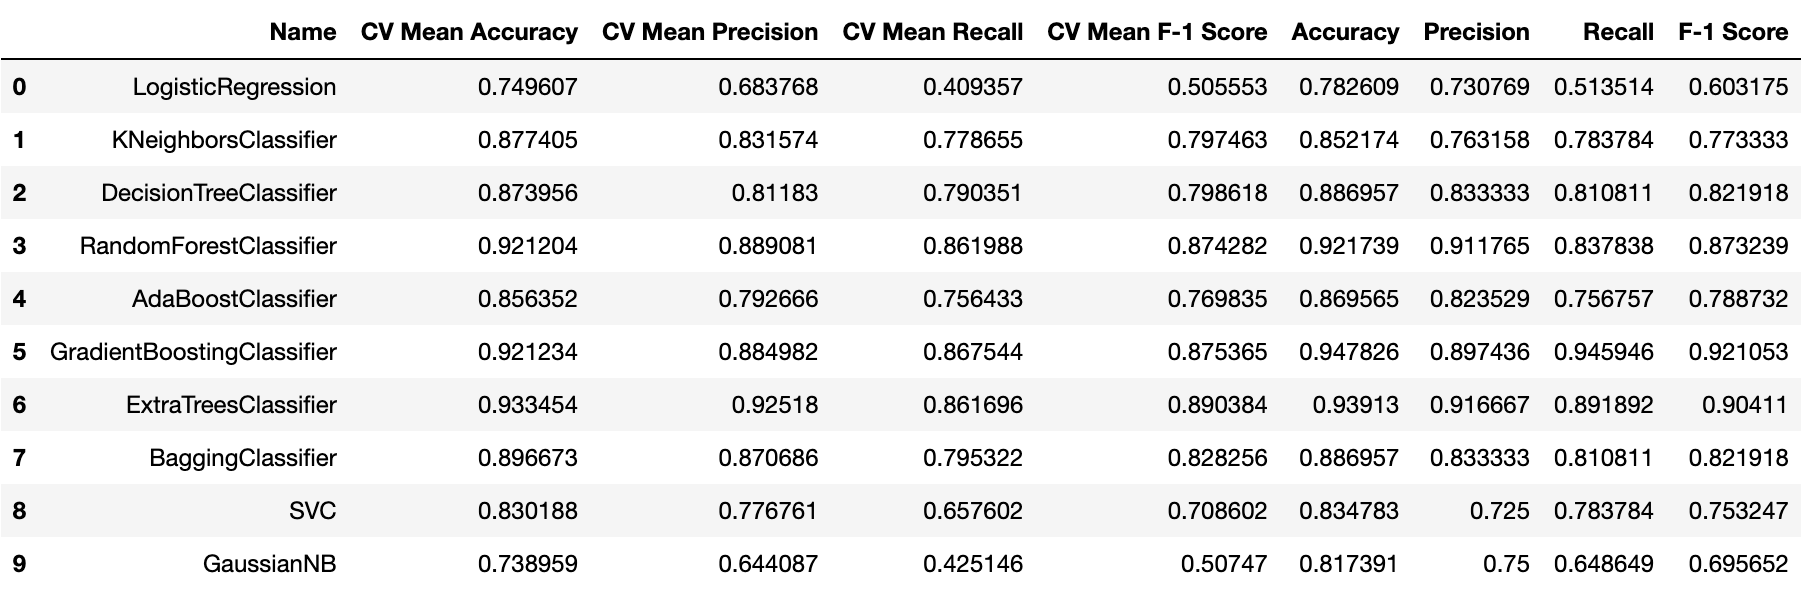 Name CV Mean Accuracy CV Mean Precision CV Mean Recall CV Mean F-1 Score Accuracy Precision Recall F-1 Score
0 LogisticRegression 0.749607 0.683768 0.409357 0.505553 0.782609 0.730769 0.513514 0.603175
1 KNeighborsClassifier 0.877405 0.831574 0.778655 0.797463 0.852174 0.763158 0.783784 0.773333
2 DecisionTreeClassifier 0.873956 0.81183 0.790351 0.798618 0.886957 0.833333 0.810811 0.821918
3 RandomForestClassifier 0.921204 0.889081 0.861988 0.874282 0.921739 0.911765 0.837838 0.873239
4 AdaBoostClassifier 0.856352 0.792666 0.756433 0.769835 0.869565 0.823529 0.756757 0.788732
5 GradientBoostingClassifier 0.921234 0.884982 0.867544 0.875365 0.947826 0.897436 0.945946 0.921053
6 ExtraTreesClassifier 0.933454 0.92518 0.861696 0.890384 0.93913 0.916667 0.891892 0.90411
7 BaggingClassifier 0.896673 0.870686 0.795322 0.828256 0.886957 0.833333 0.810811 0.821918
8 SVC 0.830188 0.776761 0.657602 0.708602 0.834783 0.725 0.783784 0.753247
9 GaussianNB 0.738959 0.644087 0.425146 0.50747 0.817391 0.75 0.648649 0.695652